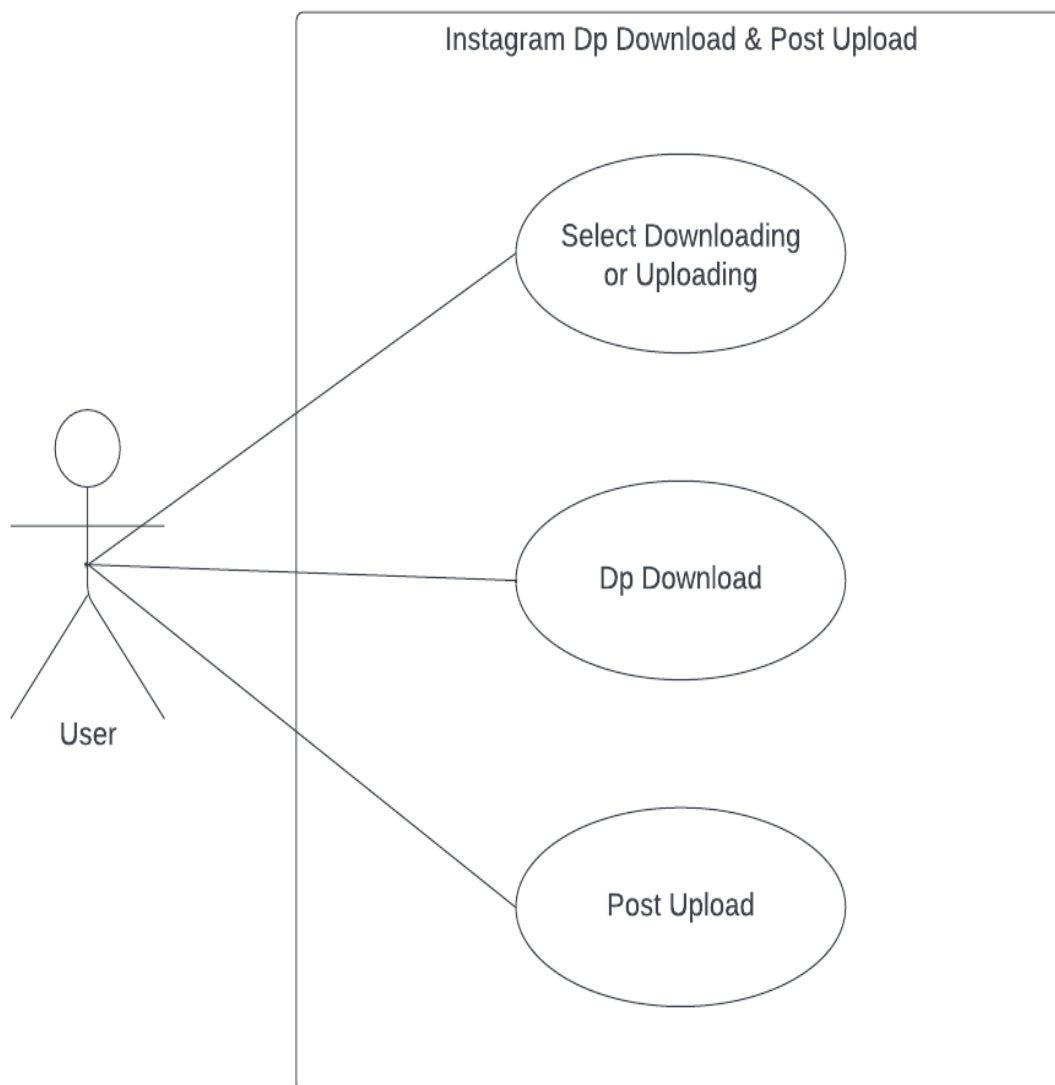 Instagram Dp Download & Post Upload
Select Downloading
or Uploading
Dp Download
User
Post Upload